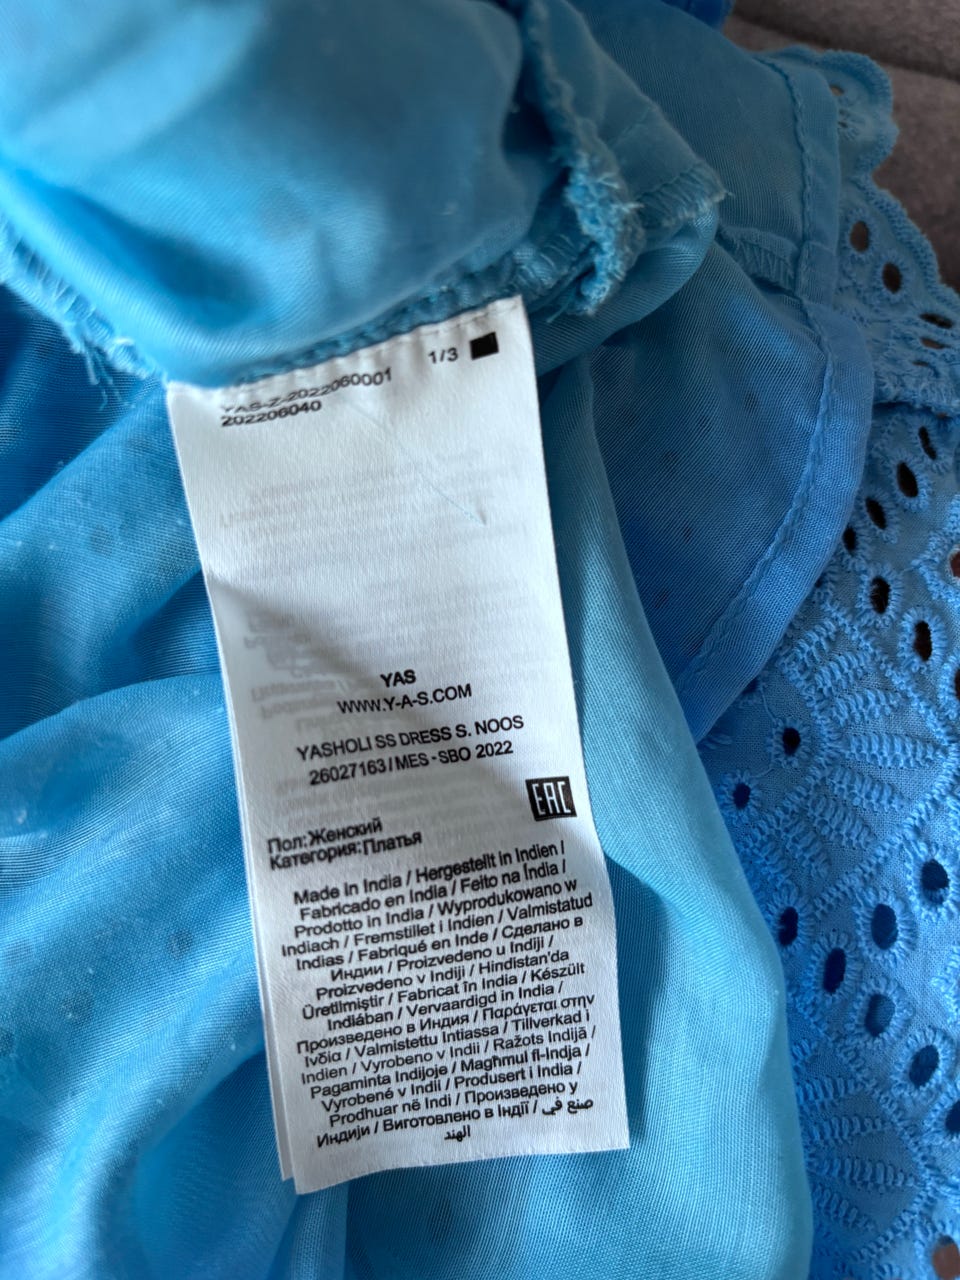 1/3
YAS-Z-2022060001
202206040
YAS
WWW.Y-A-S.COM
YASHOLI SS DRESS S. NOOS
26027163 / MES - SBO 2022
EAC
Пол:Женский
Категория:Платья
Made in India / Hergestellt in Indien /
Fabricado en India / Feito na Índia /
Prodotto in India / Wyprodukowano w
Indiach / Fremstillet i Indien / Valmistatud
Indias / Fabriqué en Inde / Сделано в
Индии / Proizvedeno u Indiji /
Proizvedeno v Indiji / Hindistan'da
Üretilmiştir / Fabricat în India / Készült
Indiában / Vervaardigd in India /
Произведено в Индия / Παράγεται στην
Ινδία / Valmistettu Intiassa / Tillverkad i
Indien / Vyrobeno v Indii / Ražots Indijā /
Pagaminta Indijoje / Magħmul fl-Indja /
Vyrobené v Indii / Produsert i India /
Prodhuar në Indi / Произведено у
Индији / Виготовлено в Індії / صنع في
الهند